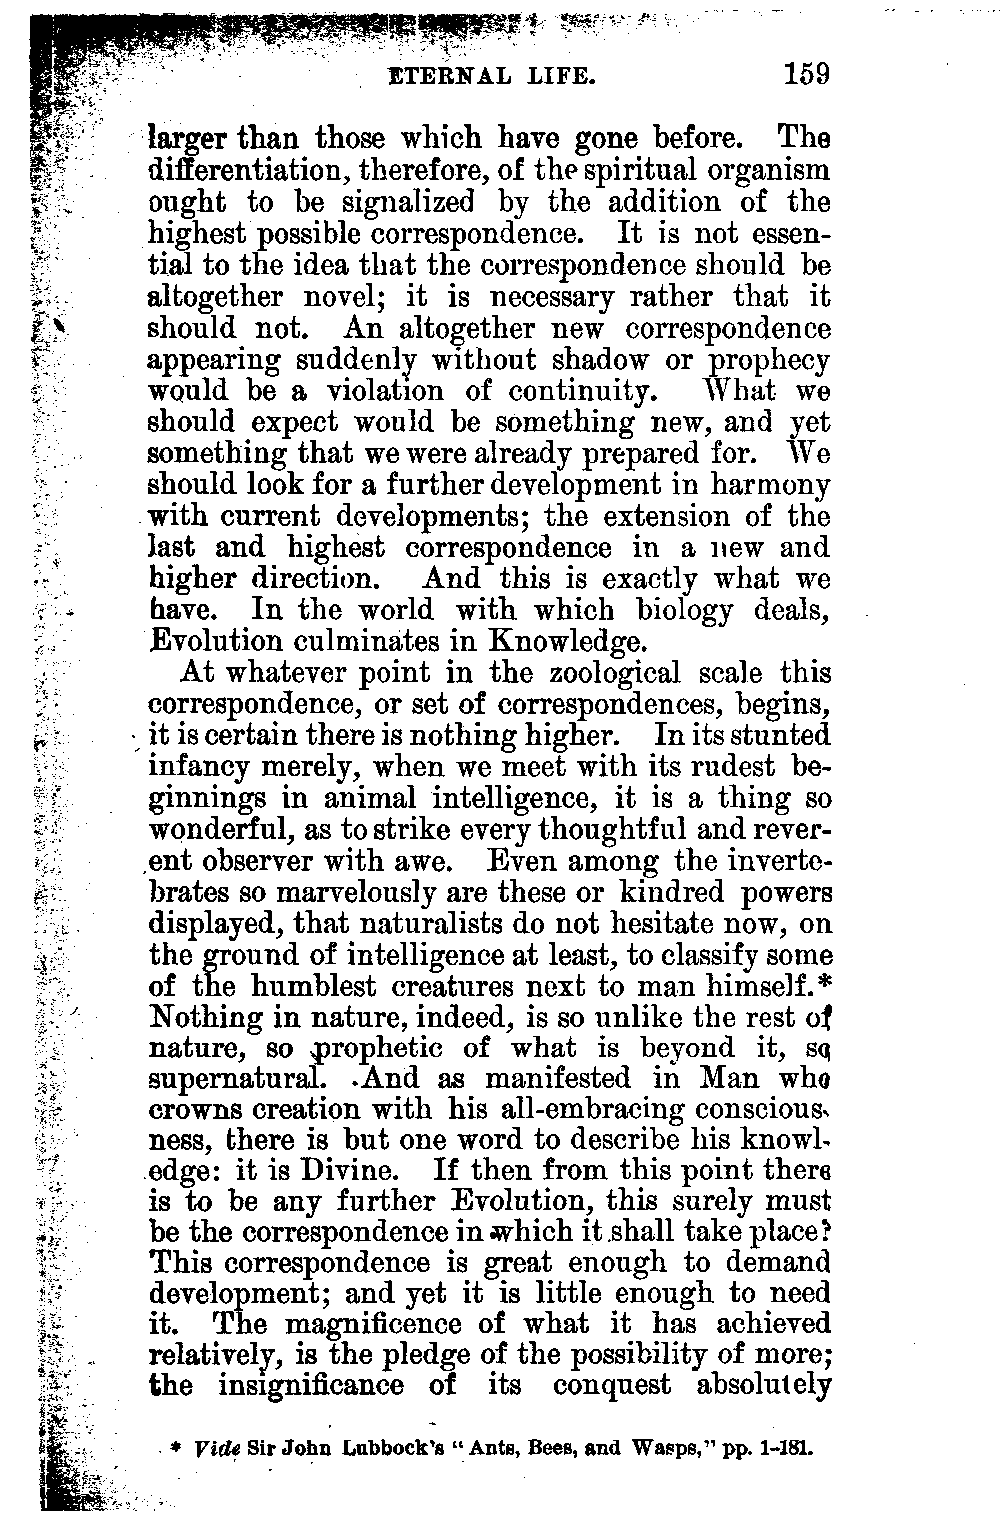 ETERNAL LIFE. 159
larger than those which have gone before. The
differentiation, therefore, of the spiritual organism
ought to be signalized by the addition of the
highest possible correspondence. It is not essen-
tial to the idea that the correspondence should be
altogether novel; it is necessary rather that it
should not. An altogether new correspondence
appearing suddenly without shadow or prophecy
would be a violation of continuity. What we
should expect would be something new, and yet
something that we were already prepared for. We
should look for a further development in harmony
with current developments; the extension of the
last and highest correspondence in a new and
higher direction. And this is exactly what we
have. In the world with which biology deals,
Evolution culminates in Knowledge.
At whatever point in the zoological scale this
correspondence, or set of correspondences, begins,
it is certain there is nothing higher. In its stunted
infancy merely, when we meet with its rudest be-
ginnings in animal intelligence, it is a thing so
wonderful, as to strike every thoughtful and rever-
ent observer with awe. Even among the inverte-
brates so marvelously are these or kindred powers
displayed, that naturalists do not hesitate now, on
the ground of intelligence at least, to classify some
of the humblest creatures next to man himself.*
Nothing in nature, indeed, is so unlike the rest of
nature, so prophetic of what is beyond it, so
supernatural. And as manifested in Man who
crowns creation with his all-embracing conscious-
ness, there is but one word to describe his knowl-
edge: it is Divine. If then from this point there
is to be any further Evolution, this surely must
be the correspondence in which it shall take place?
This correspondence is great enough to demand
development; and yet it is little enough to need
it. The magnificence of what it has achieved
relatively, is the pledge of the possibility of more;
the insignificance of its conquest absolutely
* Vide Sir John Lubbock's "Ants, Bees, and Wasps," pp. 1-181.